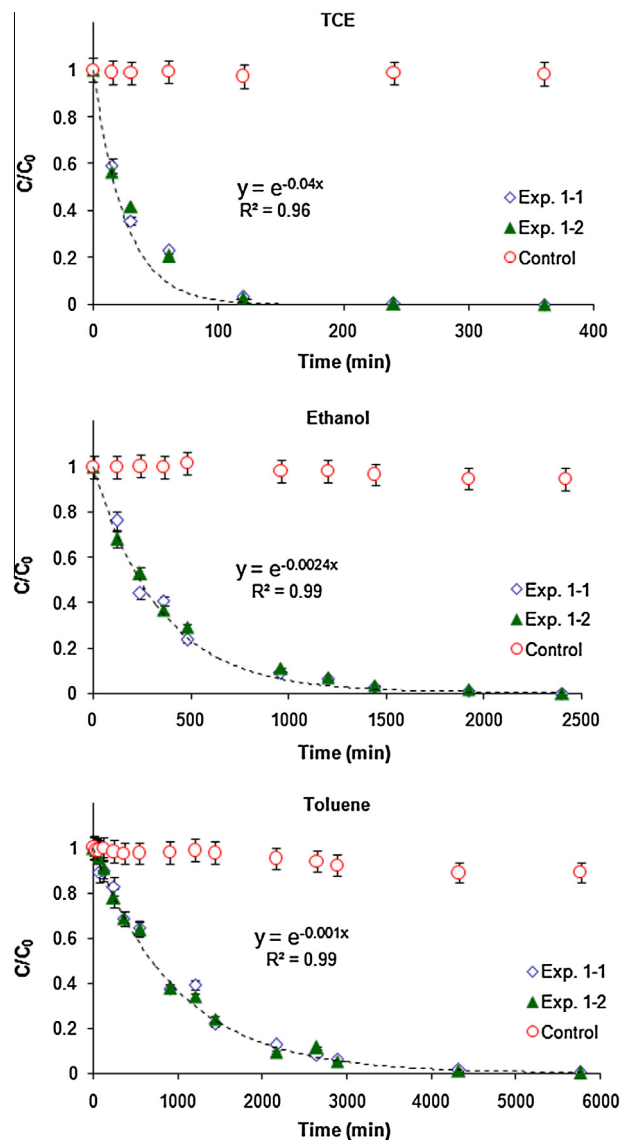 TCE
1
0.8
0.6
0.4
0.2
0
C/C₀
y = e^-0.04x
R² = 0.96
Exp. 1-1
Exp. 1-2
Control
0 100 200 300 400
Time (min)
Ethanol
1
0.8
0.6
0.4
0.2
0
C/C₀
y = e^-0.0024x
R² = 0.99
Exp. 1-1
Exp. 1-2
Control
0 500 1000 1500 2000 2500
Time (min)
Toluene
1
0.8
0.6
0.4
0.2
0
C/C₀
y = e^-0.001x
R² = 0.99
Exp. 1-1
Exp. 1-2
Control
0 1000 2000 3000 4000 5000 6000
Time (min)